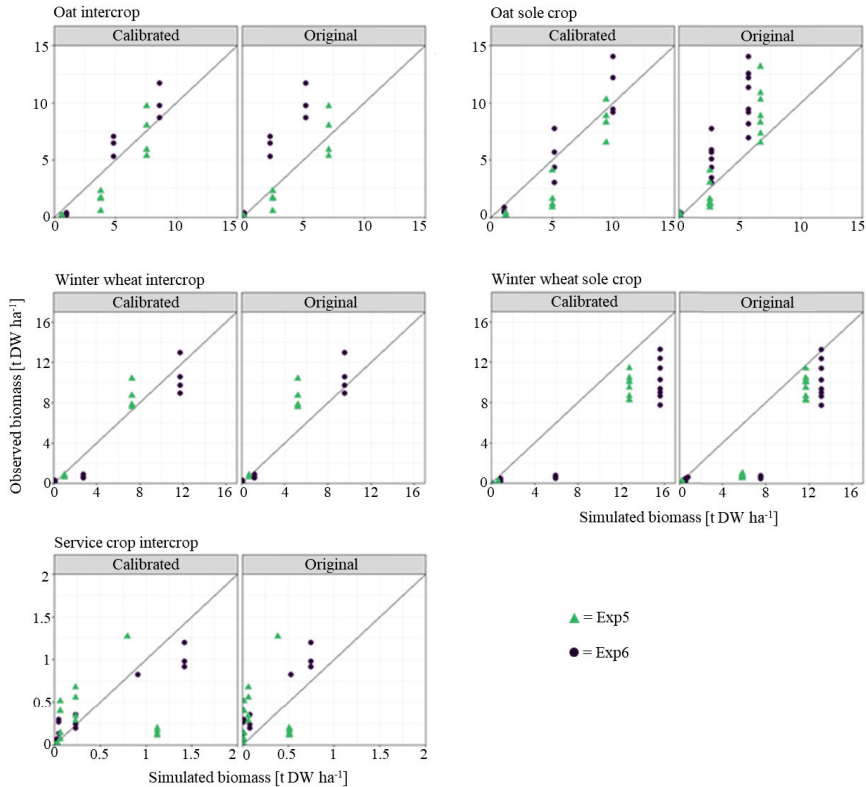 Oat intercrop
Calibrated
Original
15
10
5
0
0 5 10 15
0 5 10 15
Oat sole crop
Calibrated
Original
15
10
5
0
0 5 10 15
0 5 10 15
Winter wheat intercrop
Calibrated
Original
16
12
8
4
0
0 4 8 12 16
0 4 8 12 16
Observed biomass [t DW ha-1]
Winter wheat sole crop
Calibrated
Original
16
12
8
4
0
0 4 8 12 16
0 4 8 12 16
Simulated biomass [t DW ha-1]
Service crop intercrop
Calibrated
Original
2
1.5
1
0.5
0
0 0.5 1 1.5 2
0 0.5 1 1.5 2
Simulated biomass [t DW ha-1]
= Exp5
= Exp6